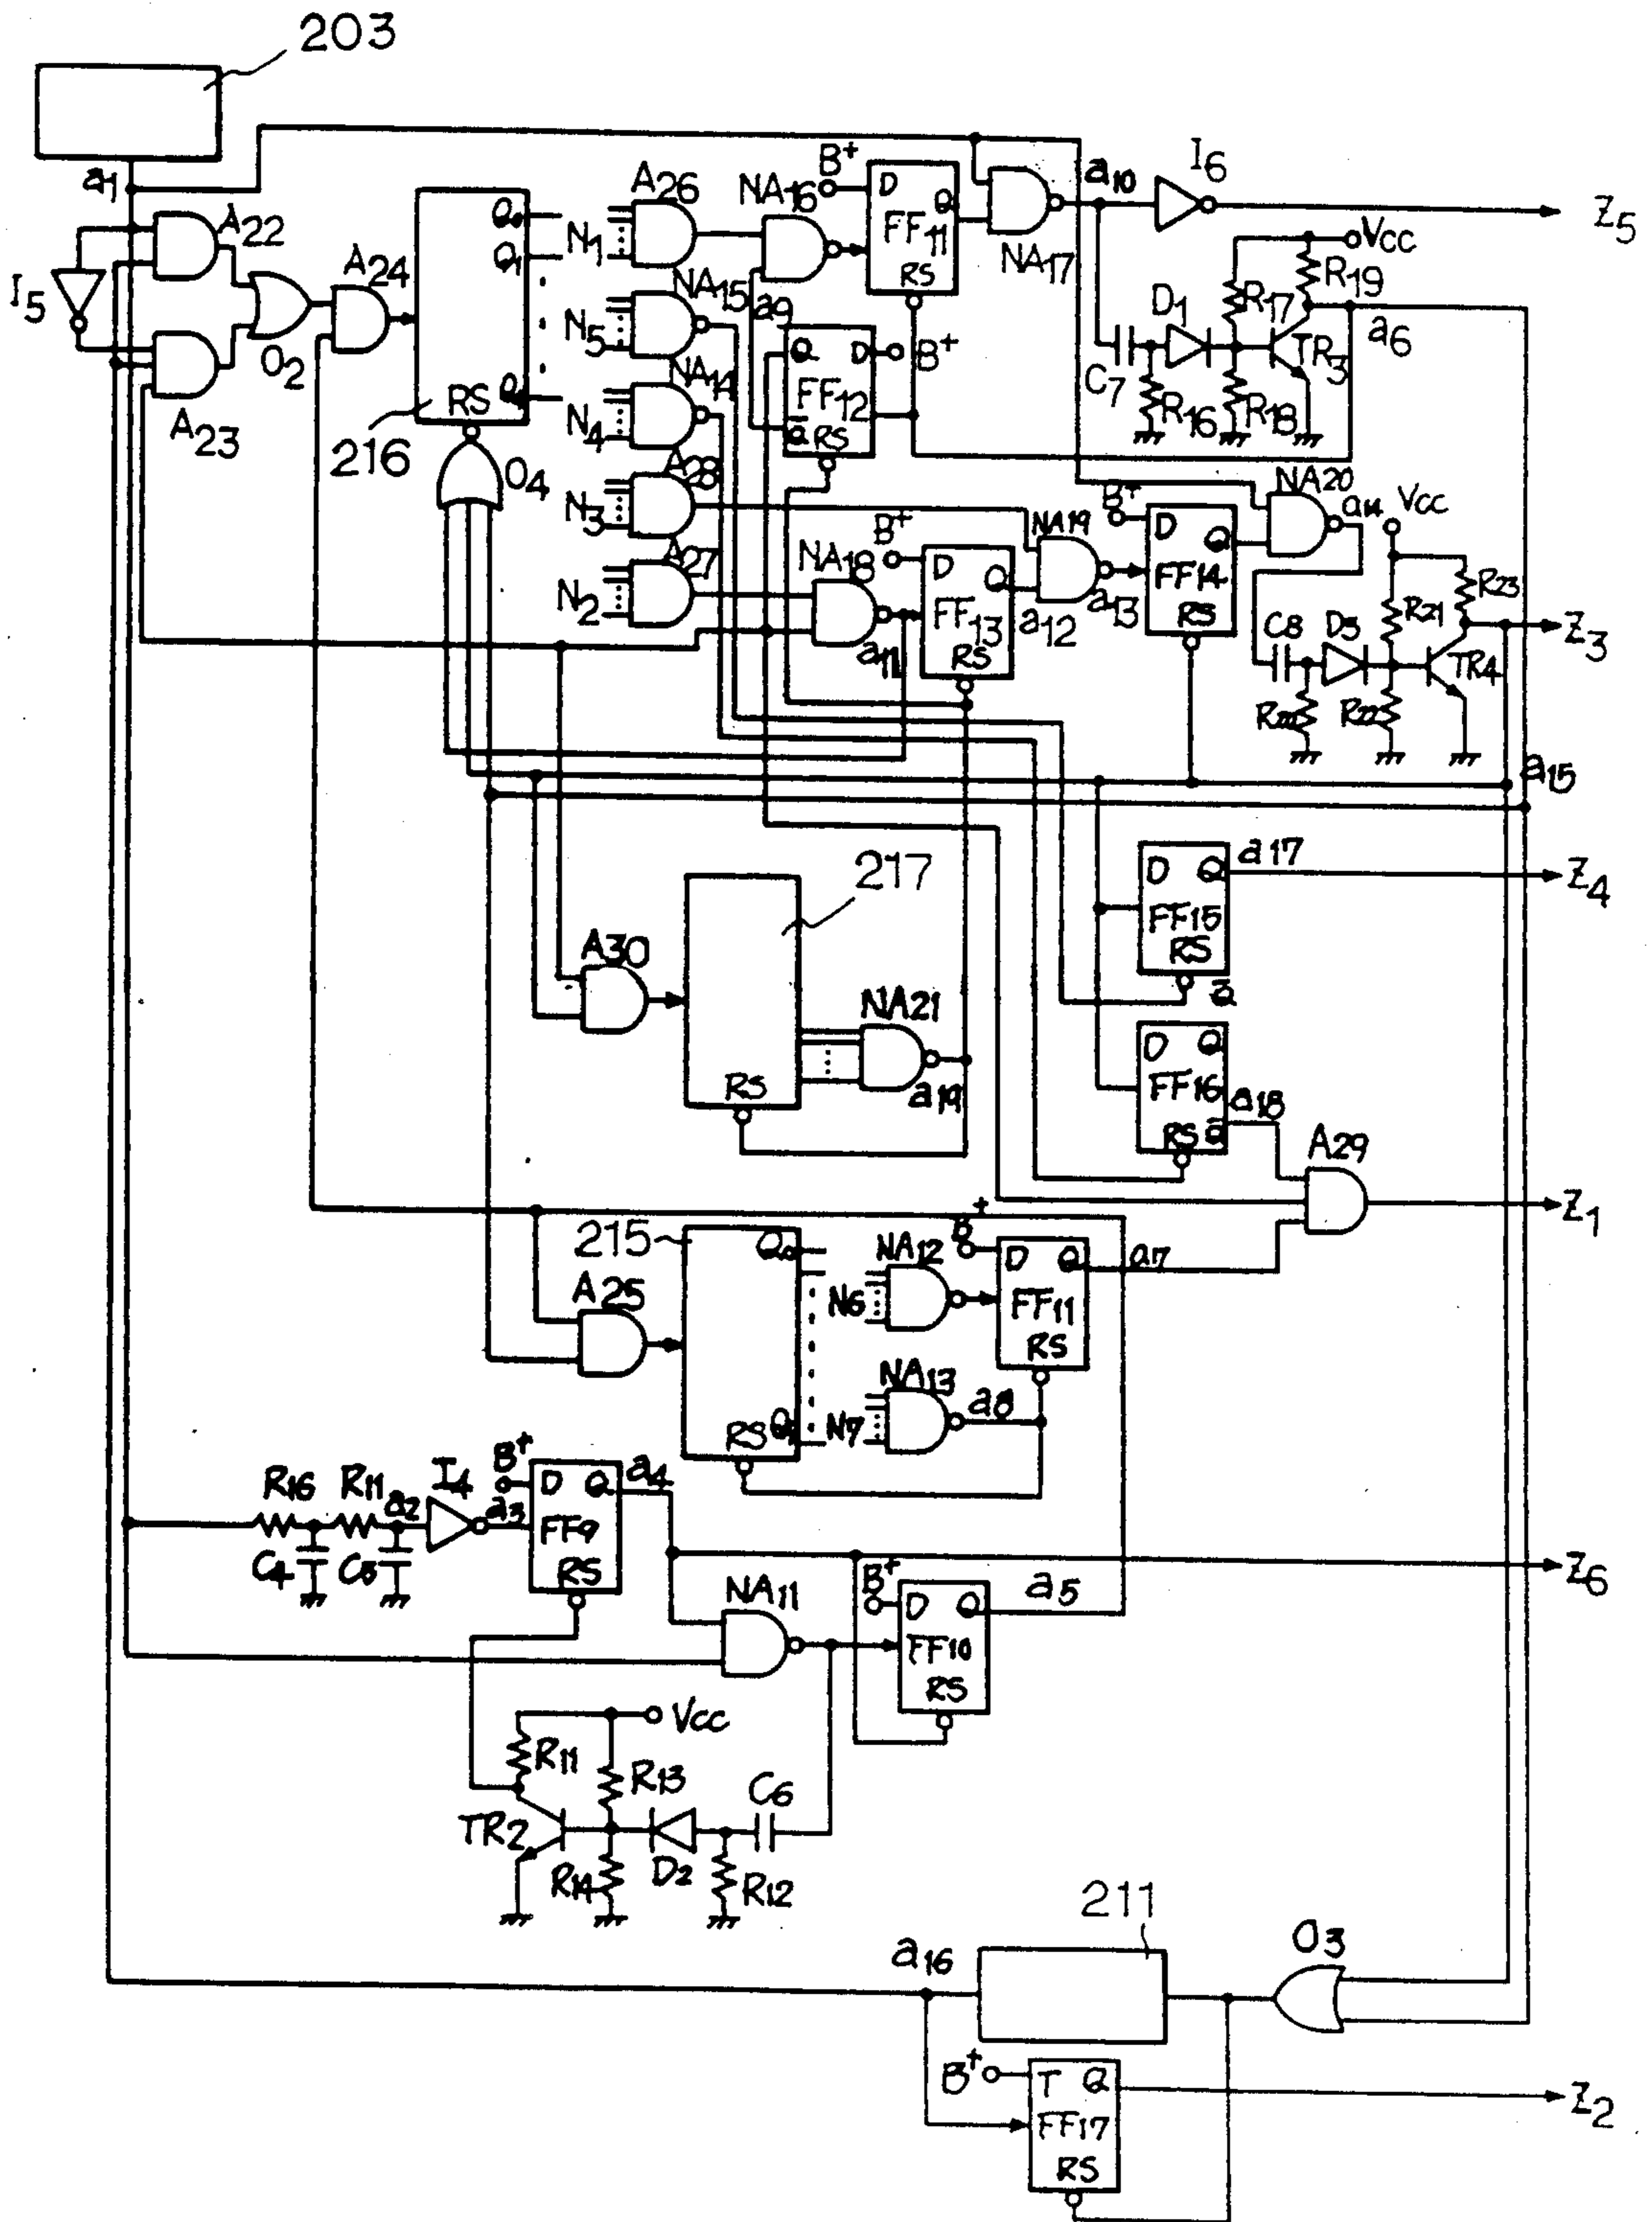 203
a1
A22
I5
A23
O2
A24
Q0
Q1
RS
216
O4
A26
N1
NA15
N5
NA14
N4
A28
N3
A27
N2
NA16
a9
B+
D
Q
FF11
RS
NA17
a10
I6
Z5
Q
D
B+
FF12
Q̅
RS
Vcc
R19
R17
D1
C7
R16
R18
TR3
a6
NA18
a11
B+
D
Q
FF13
RS
a12
NA19
a13
B+
D
Q
FF14
RS
NA20
a14
Vcc
R23
R21
C8
D3
R22
TR4
Z3
a15
217
A30
RS
NA21
a19
D
Q
a17
FF15
RS
Z4
D
Q
FF16
a18
RS
Q̅
A29
Z1
215
Q0
A25
RS
NA12
N6
NA13
N7
a8
B+
D
Q
a7
FF11
RS
R16
R11
a2
I4
a3
C4
C5
B+
D
Q
a4
FF9
RS
Z6
NA11
B+
D
Q
a5
FF10
RS
Vcc
R11
R13
C6
TR2
R14
D2
R12
211
a16
O3
B+
T
Q
FF17
RS
Z2